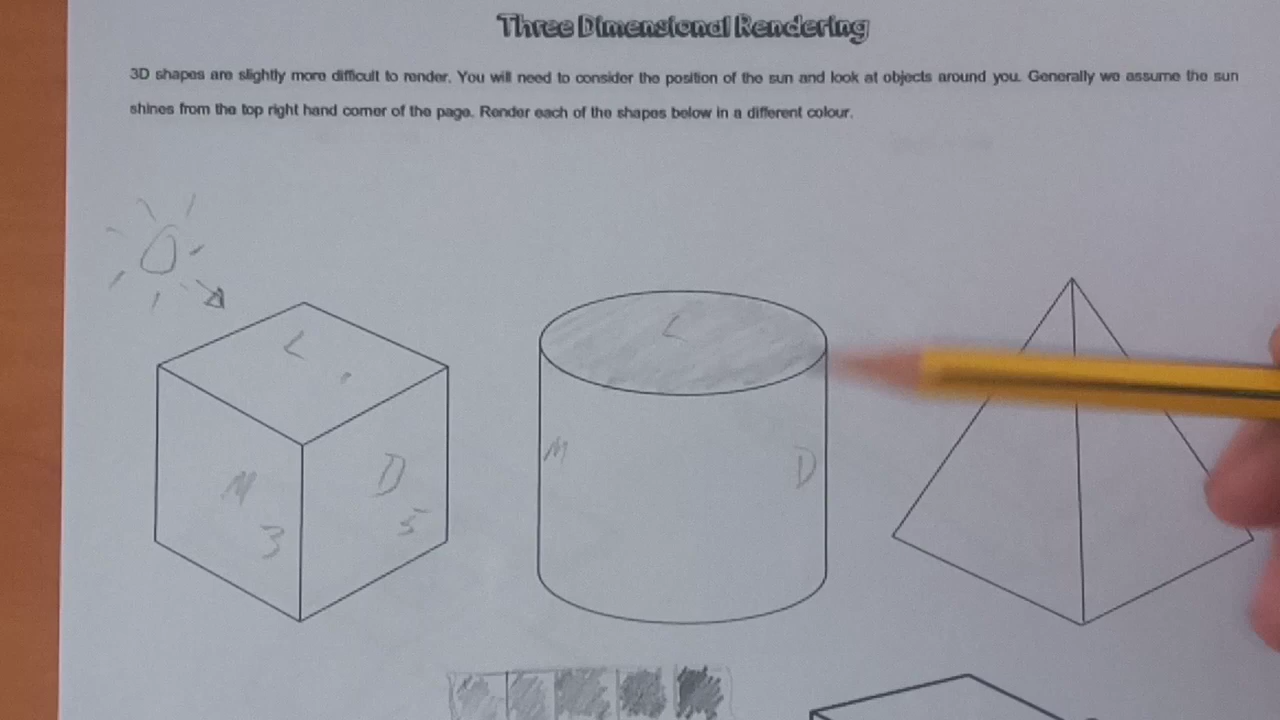 Three Dimensional Rendering
3D shapes are slightly more difficult to render. You will need to consider the position of the sun and look at objects around you. Generally we assume the sun
shines from the top right hand corner of the page. Render each of the shapes below in a different colour.
L
L
M
D
M
D
3
5